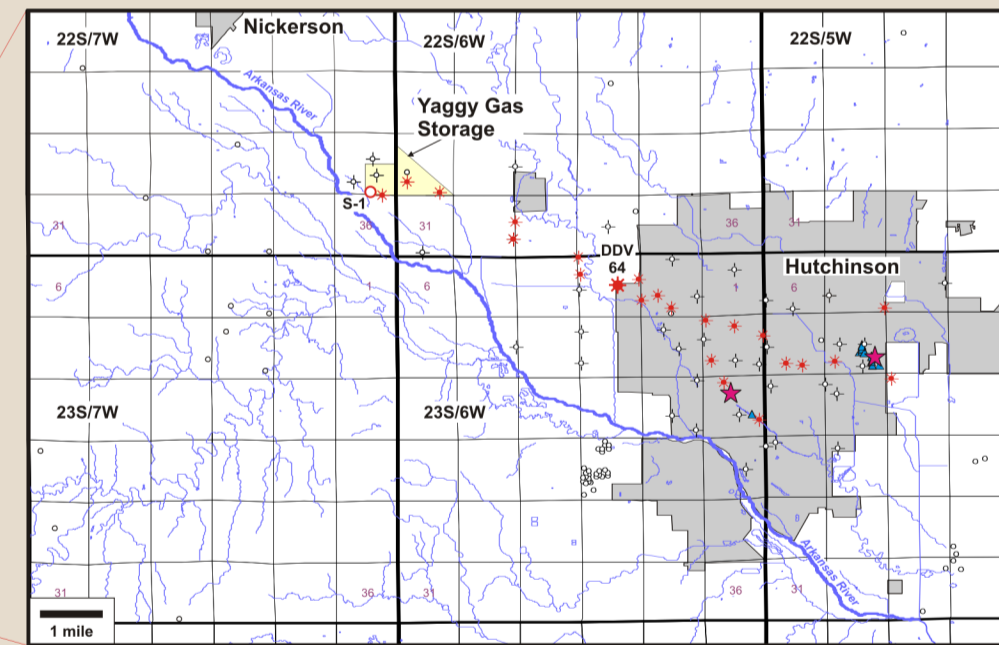 Nickerson
22S/7W
22S/6W
22S/5W
Arkansas River
Yaggy Gas
Storage
S-1
31
36
31
36
31
DDV
64
Hutchinson
6
1
6
1
6
23S/7W
23S/6W
Arkansas River
31
36
31
36
31
1 mile